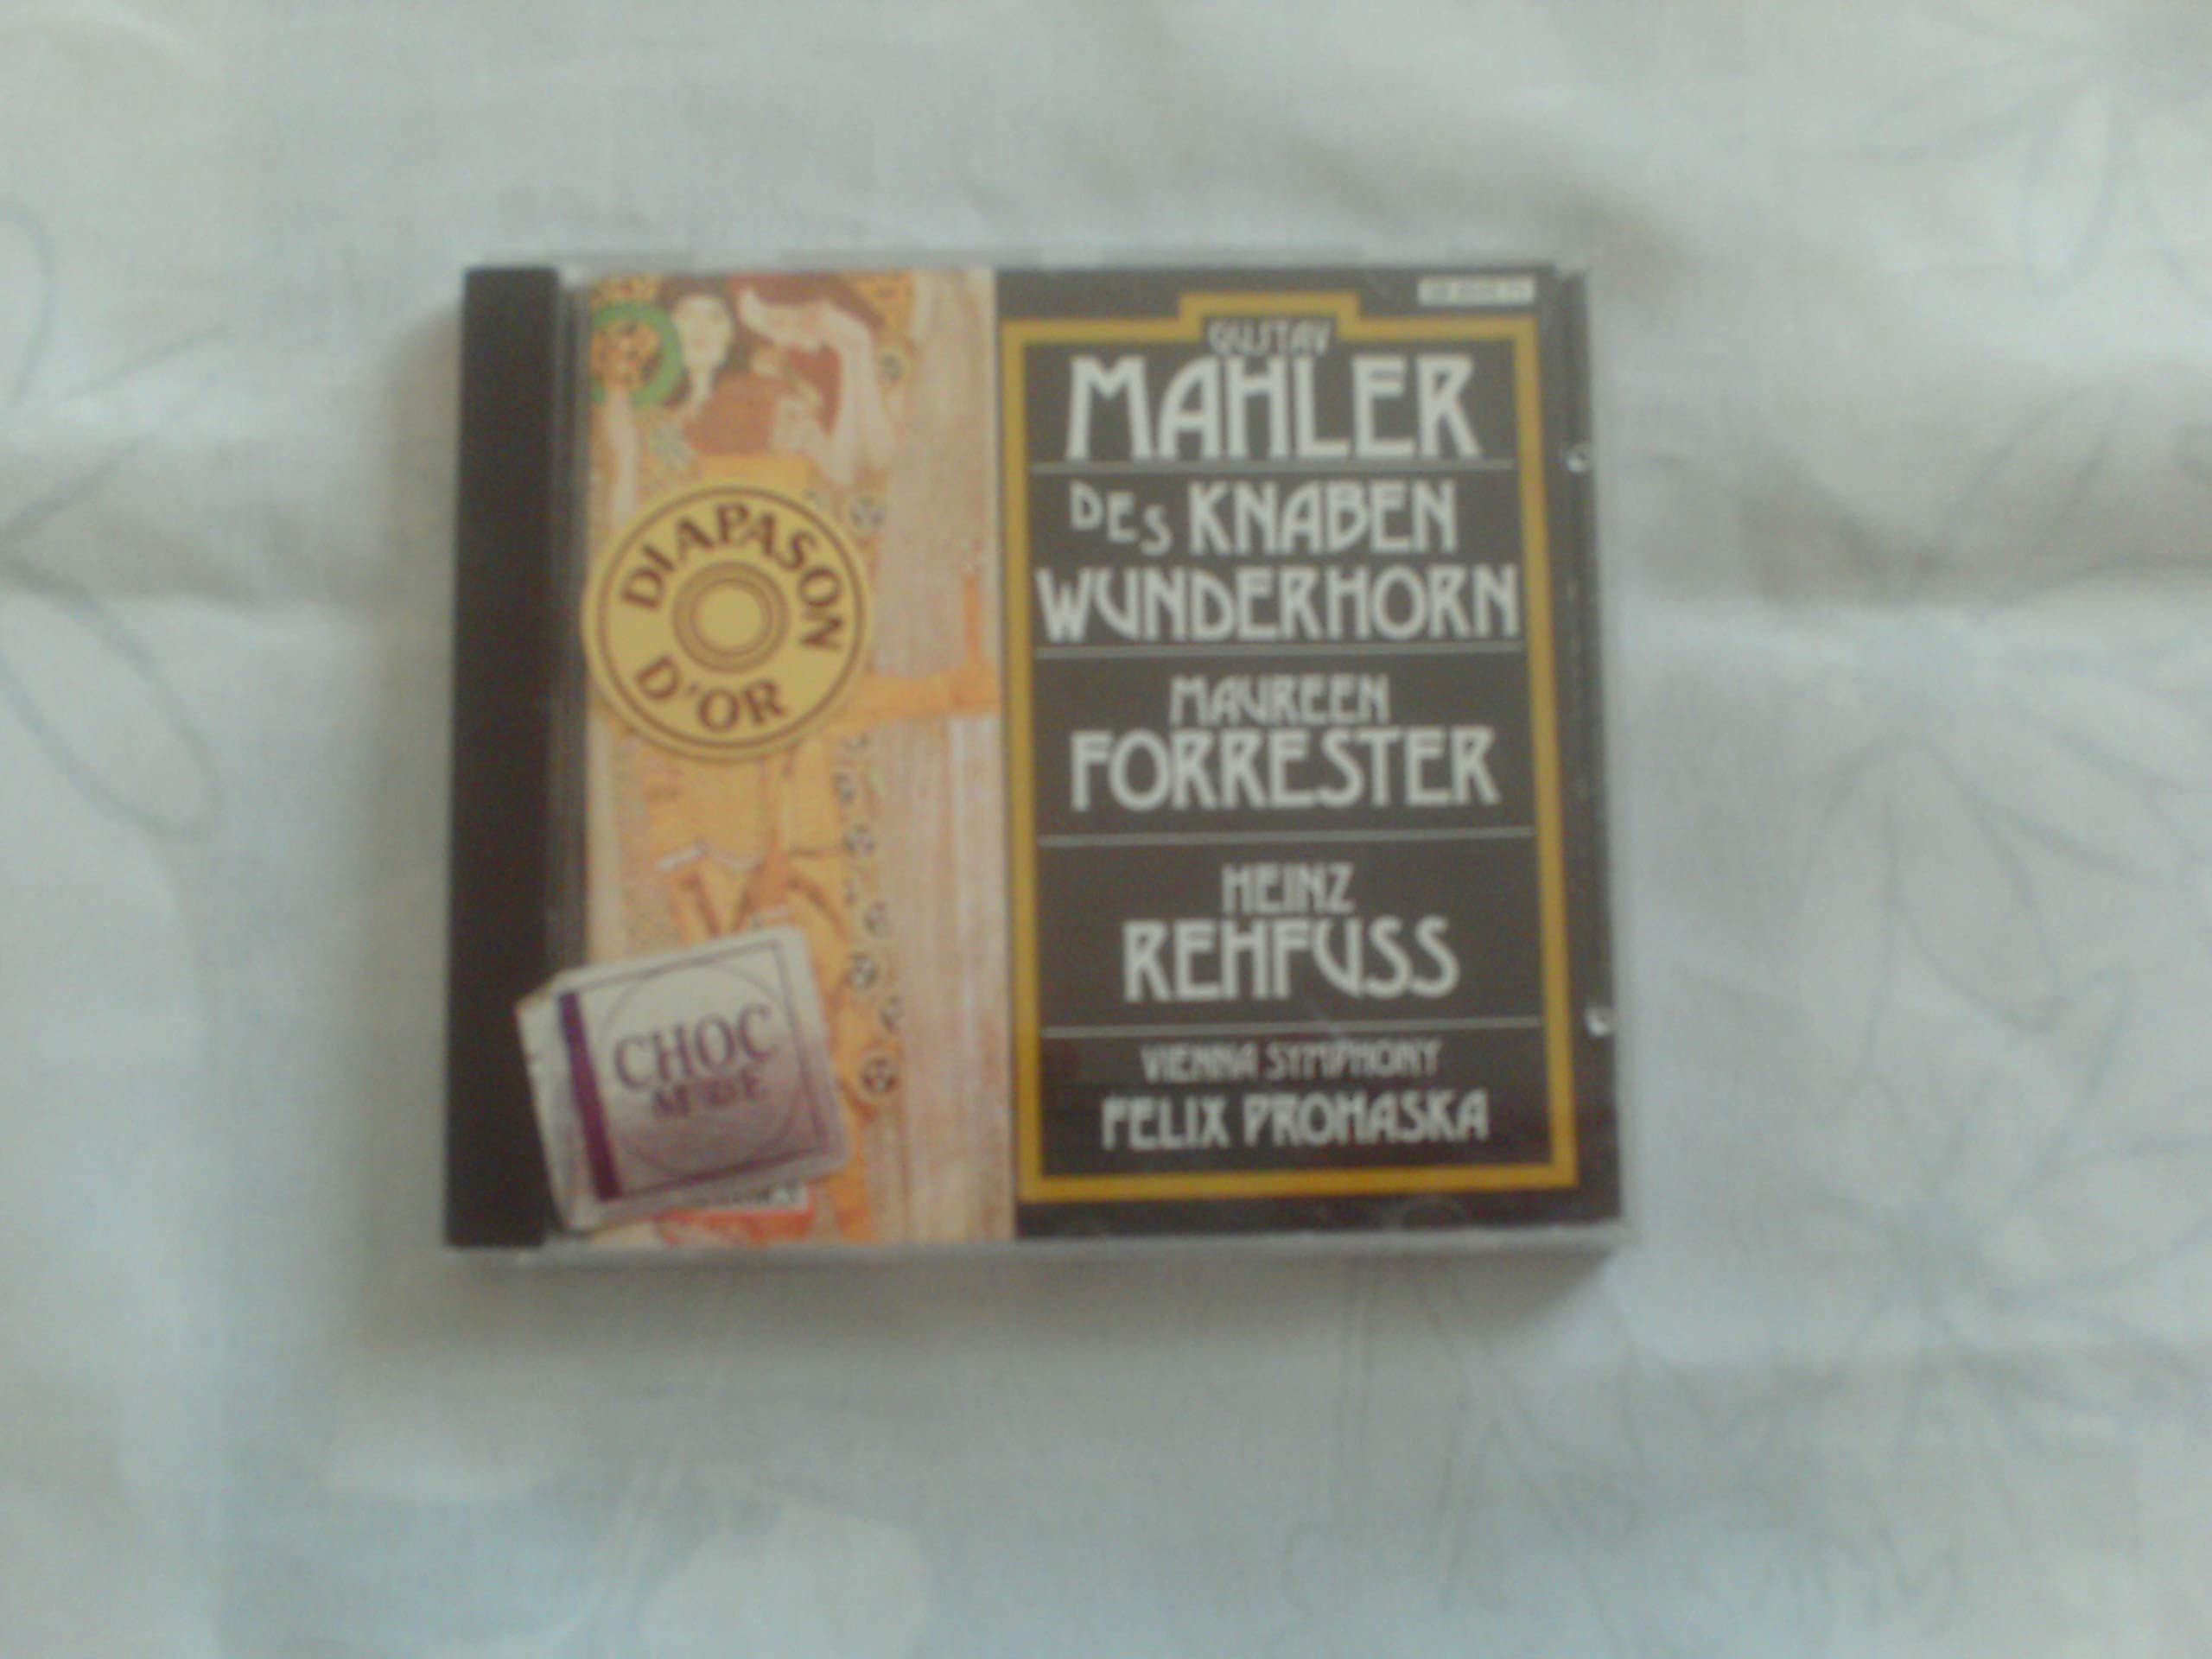 GUSTAV
MAHLER
DES KNABEN
WUNDERHORN
MAUREEN
FORRESTER
HEINZ
REHFUSS
VIENNA SYMPHONY
FELIX PROHASKA
DIAPASON
D'OR
CHOC